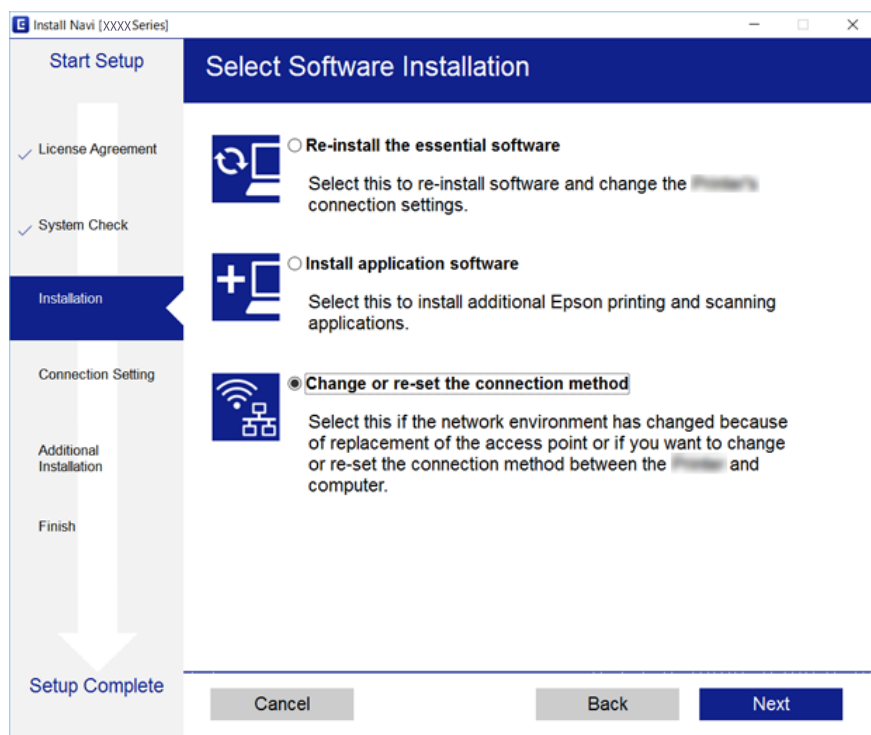 Install Navi [XXXX Series]
Start Setup
License Agreement
System Check
Installation
Connection Setting
Additional
Installation
Finish
Setup Complete
Select Software Installation
Re-install the essential software
Select this to re-install software and change the
connection settings.
Install application software
Select this to install additional Epson printing and scanning
applications.
Change or re-set the connection method
Select this if the network environment has changed because
of replacement of the access point or if you want to change
or re-set the connection method between the and
computer.
Cancel
Back
Next